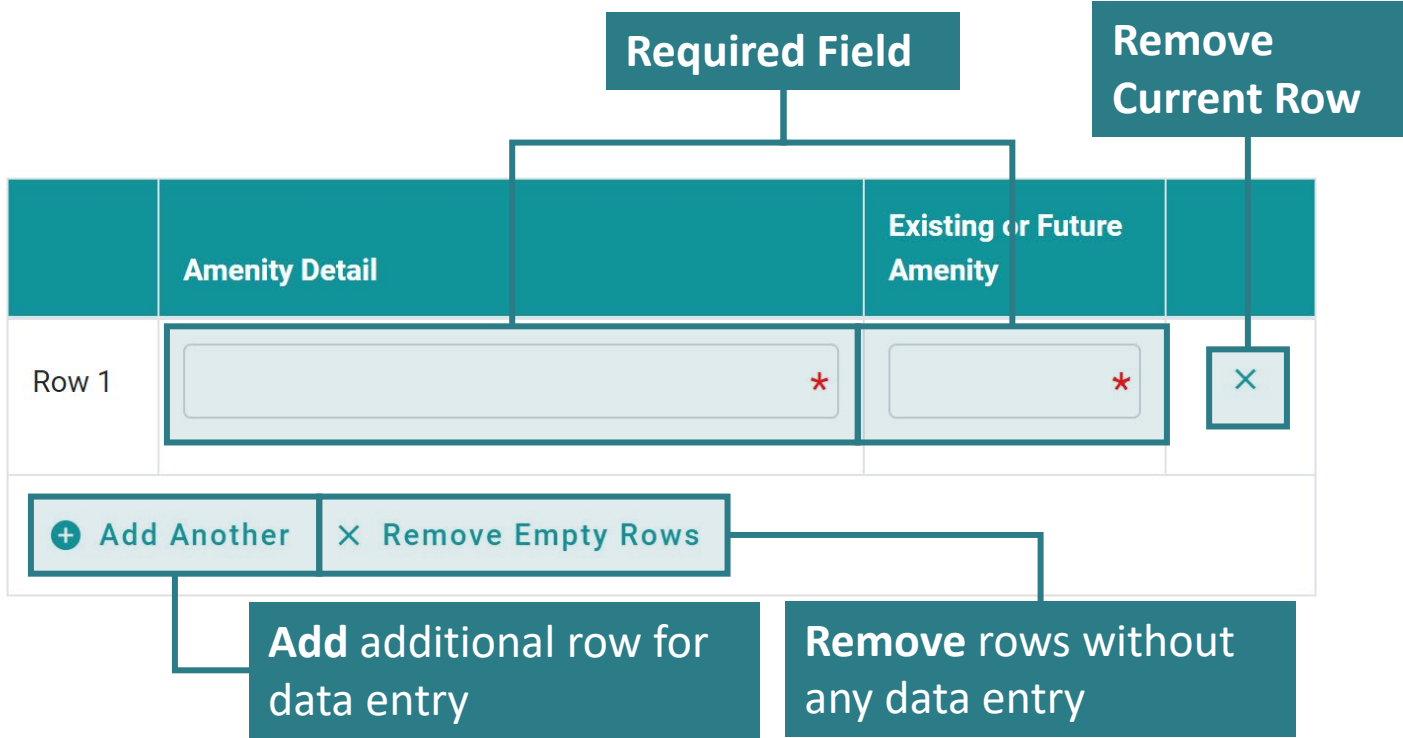 Required Field
Remove
Current Row
Amenity Detail
Existing or Future
Amenity
Row 1
*
*
×
Add Another
× Remove Empty Rows
Add additional row for
data entry
Remove rows without
any data entry